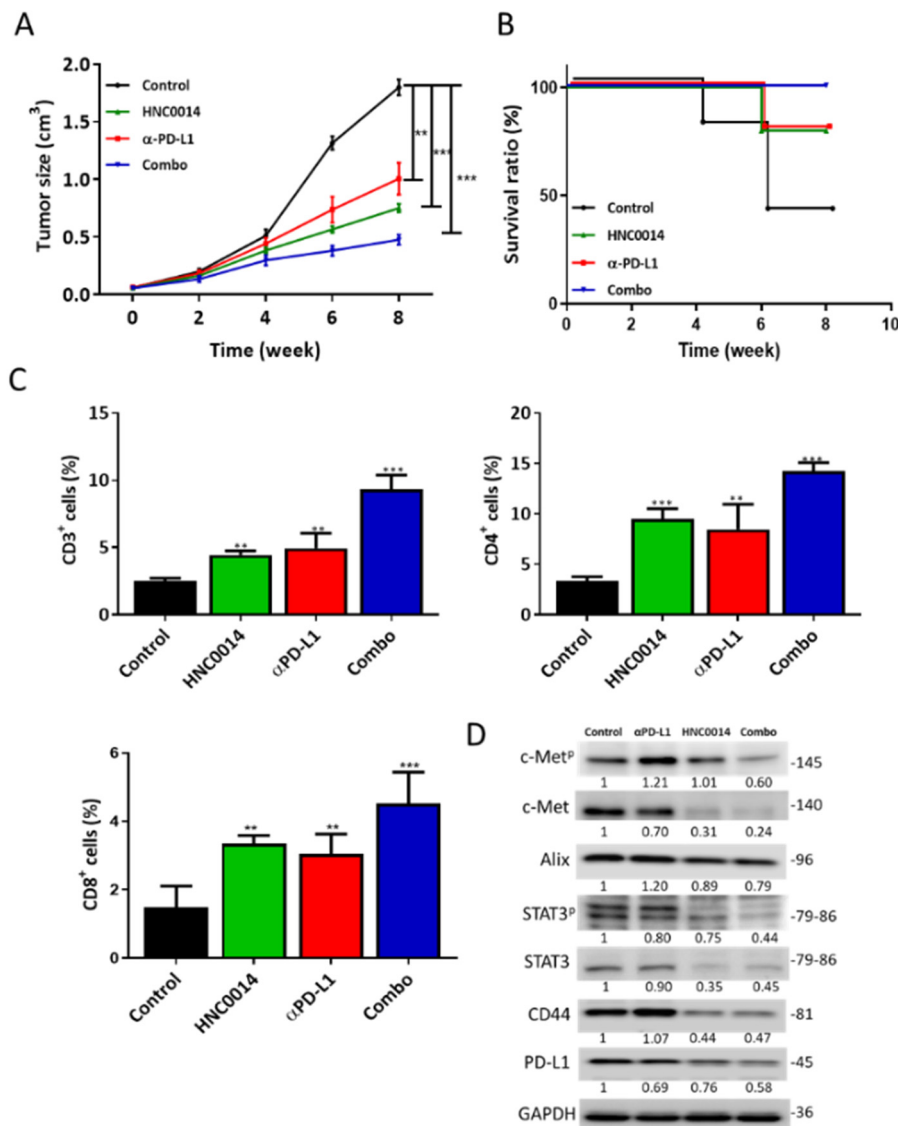 A
Tumor size (cm³)
2.0
1.5
1.0
0.5
0.0
Control
HNC0014
α-PD-L1
Combo
**
***
***
0 2 4 6 8
Time (week)
B
Survival ratio (%)
100
50
0
Control
HNC0014
α-PD-L1
Combo
0 2 4 6 8 10
Time (week)
C
CD3⁺ cells (%)
15
10
5
0
**
**
***
Control HNC0014 αPD-L1 Combo
CD4⁺ cells (%)
20
15
10
5
0
***
**
***
Control HNC0014 αPD-L1 Combo
CD8⁺ cells (%)
6
4
2
0
**
**
***
Control HNC0014 αPD-L1 Combo
D
Control αPD-L1 HNC0014 Combo
c-Metᵖ -145
1 1.21 1.01 0.60
c-Met -140
1 0.70 0.31 0.24
Alix -96
1 1.20 0.89 0.79
STAT3ᵖ -79-86
1 0.80 0.75 0.44
STAT3 -79-86
1 0.90 0.35 0.45
CD44 -81
1 1.07 0.44 0.47
PD-L1 -45
1 0.69 0.76 0.58
GAPDH -36